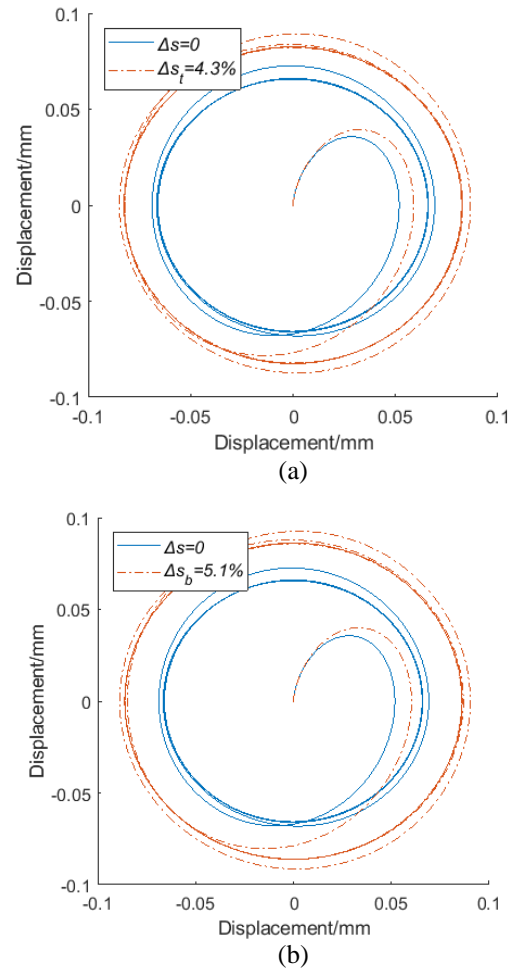 0.1
Δs=0
Δs_t=4.3%
0.05
0
-0.05
-0.1
Displacement/mm
-0.1 -0.05 0 0.05 0.1
Displacement/mm
(a)
0.1
Δs=0
Δs_b=5.1%
0.05
0
-0.05
-0.1
Displacement/mm
-0.1 -0.05 0 0.05 0.1
Displacement/mm
(b)